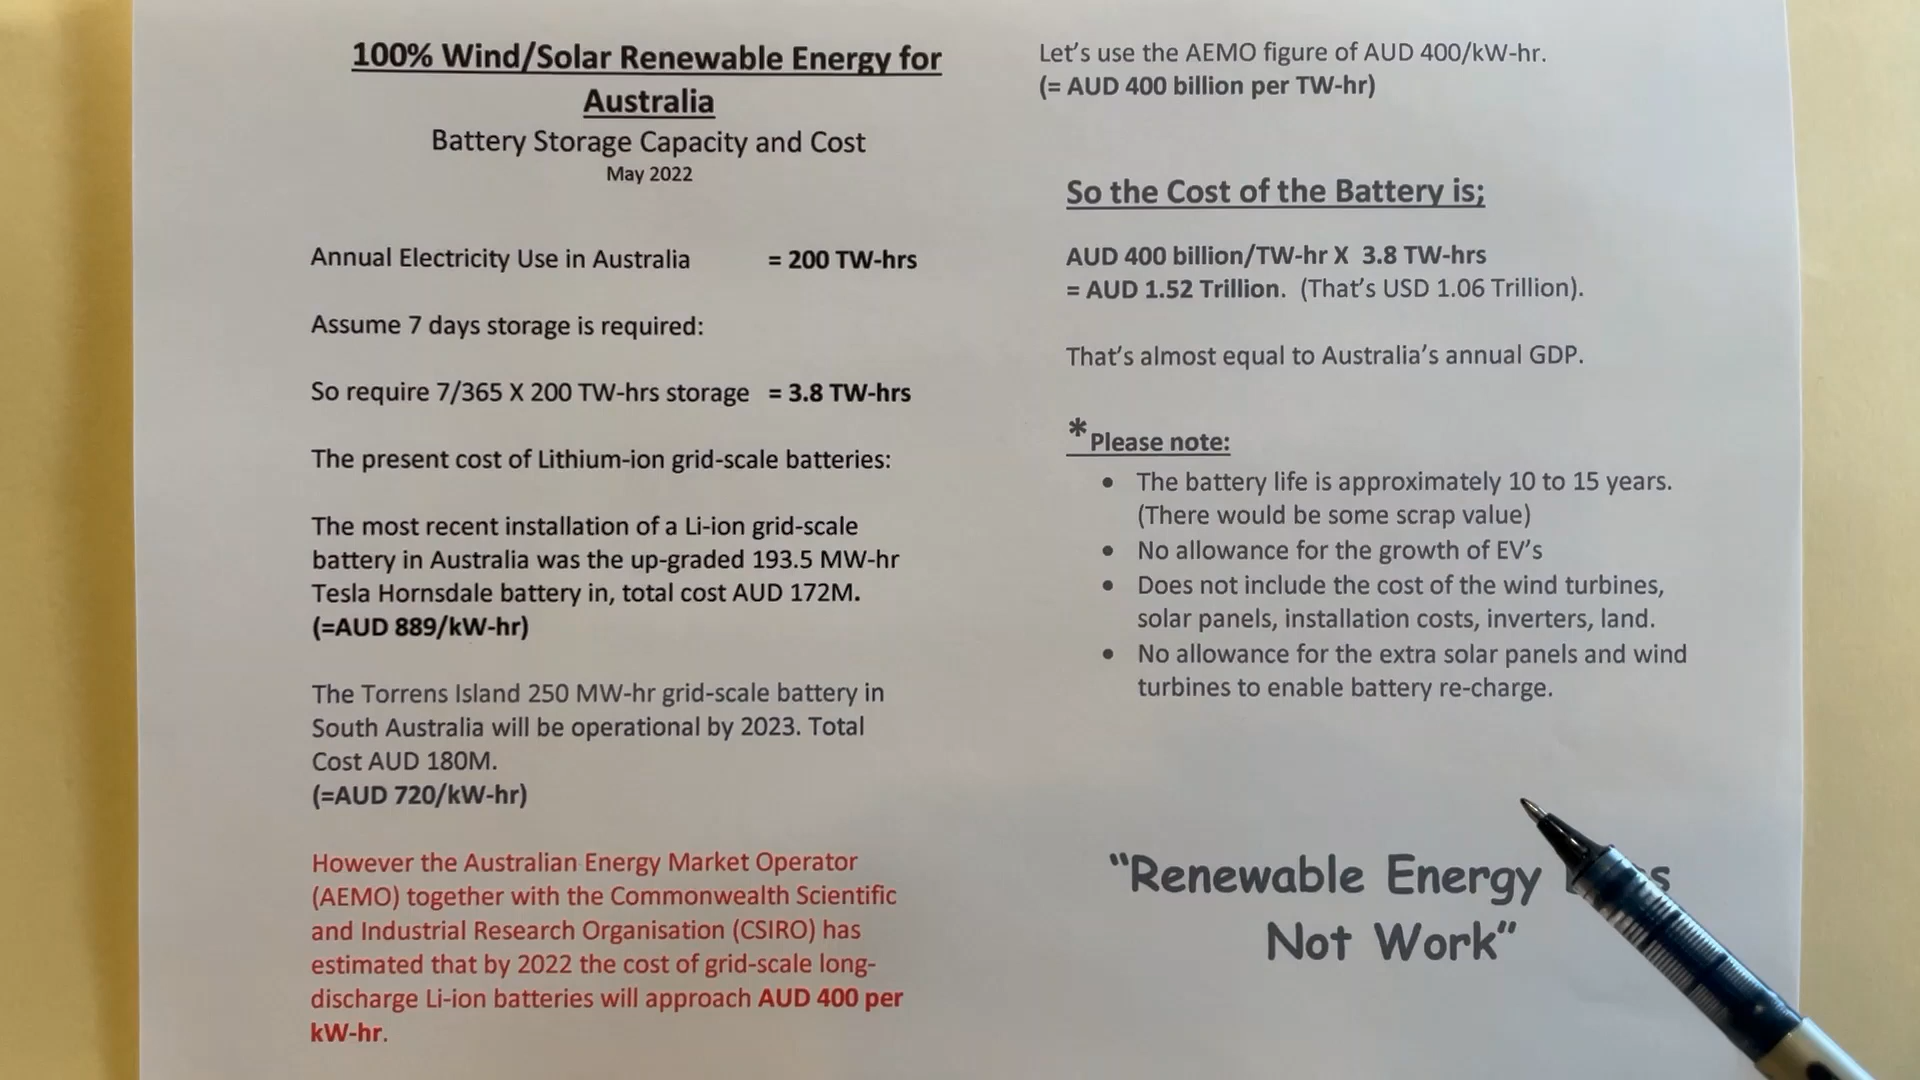 100% Wind/Solar Renewable Energy for
Australia
Battery Storage Capacity and Cost
May 2022
Annual Electricity Use in Australia = 200 TW-hrs
Assume 7 days storage is required:
So require 7/365 X 200 TW-hrs storage = 3.8 TW-hrs
The present cost of Lithium-ion grid-scale batteries:
The most recent installation of a Li-ion grid-scale
battery in Australia was the up-graded 193.5 MW-hr
Tesla Hornsdale battery in, total cost AUD 172M.
(=AUD 889/kW-hr)
The Torrens Island 250 MW-hr grid-scale battery in
South Australia will be operational by 2023. Total
Cost AUD 180M.
(=AUD 720/kW-hr)
However the Australian Energy Market Operator
(AEMO) together with the Commonwealth Scientific
and Industrial Research Organisation (CSIRO) has
estimated that by 2022 the cost of grid-scale long-
discharge Li-ion batteries will approach AUD 400 per
kW-hr.
Let's use the AEMO figure of AUD 400/kW-hr.
(= AUD 400 billion per TW-hr)
So the Cost of the Battery is;
AUD 400 billion/TW-hr X 3.8 TW-hrs
= AUD 1.52 Trillion. (That's USD 1.06 Trillion).
That's almost equal to Australia's annual GDP.
* Please note:
• The battery life is approximately 10 to 15 years.
(There would be some scrap value)
• No allowance for the growth of EV's
• Does not include the cost of the wind turbines,
solar panels, installation costs, inverters, land.
• No allowance for the extra solar panels and wind
turbines to enable battery re-charge.
"Renewable Energy
Not Work"